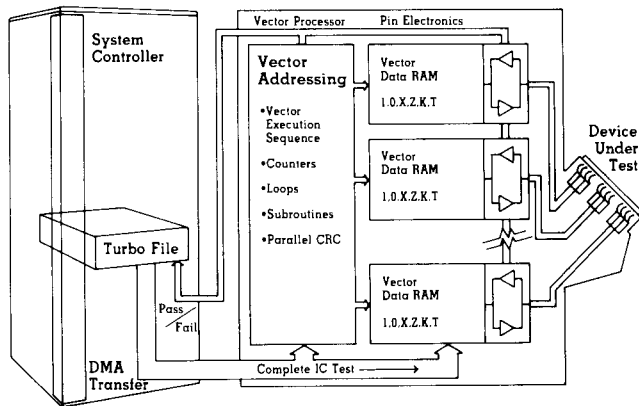 System
Controller
Turbo File
Pass/
Fail
DMA
Transfer
Vector Processor
Pin Electronics
Vector
Addressing
•Vector
Execution
Sequence
•Counters
•Loops
•Subroutines
•Parallel CRC
Vector
Data RAM
1.0.X.Z.K.T
Vector
Data RAM
1.0.X.Z.K.T
Vector
Data RAM
1.0.X.Z.K.T
Device
Under
Test
Complete IC Test